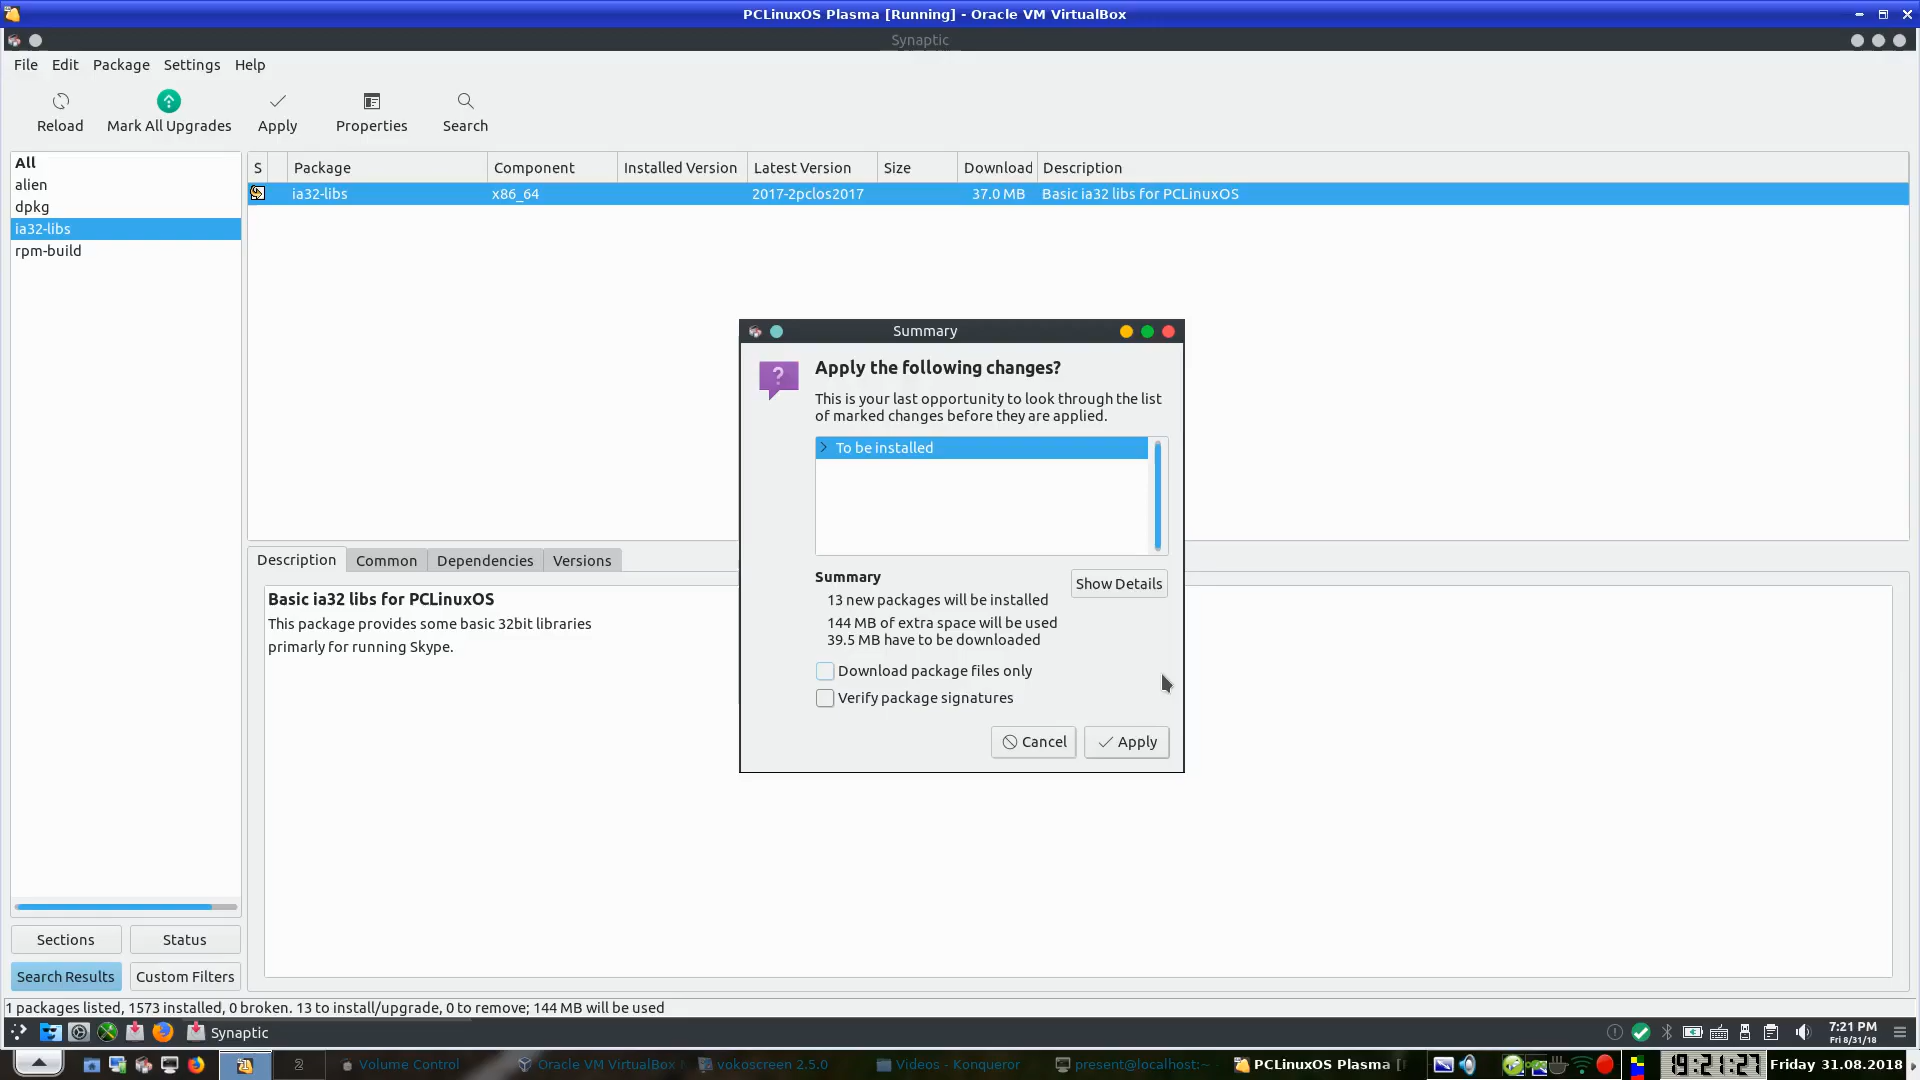 PCLinuxOS Plasma [Running] - Oracle VM VirtualBox
Synaptic
File Edit Package Settings Help
Reload Mark All Upgrades Apply Properties Search
All
alien
dpkg
ia32-libs
rpm-build
S Package Component Installed Version Latest Version Size Download Description
ia32-libs x86_64 2017-2pclos2017 37.0 MB Basic ia32 libs for PCLinuxOS
Summary
Apply the following changes?
This is your last opportunity to look through the list
of marked changes before they are applied.
To be installed
Summary
Show Details
13 new packages will be installed
144 MB of extra space will be used
39.5 MB have to be downloaded
Download package files only
Verify package signatures
Cancel Apply
Description Common Dependencies Versions
Basic ia32 libs for PCLinuxOS
This package provides some basic 32bit libraries
primarly for running Skype.
Sections Status
Search Results Custom Filters
1 packages listed, 1573 installed, 0 broken. 13 to install/upgrade, 0 to remove; 144 MB will be used
Synaptic
7:21 PM
Fri 8/31/18
2 Volume Control Oracle VM VirtualBox vokoscreen 2.5.0 Videos - Konqueror present@localhost:~ PCLinuxOS Plasma [ 19:21:27 Friday 31.08.2018